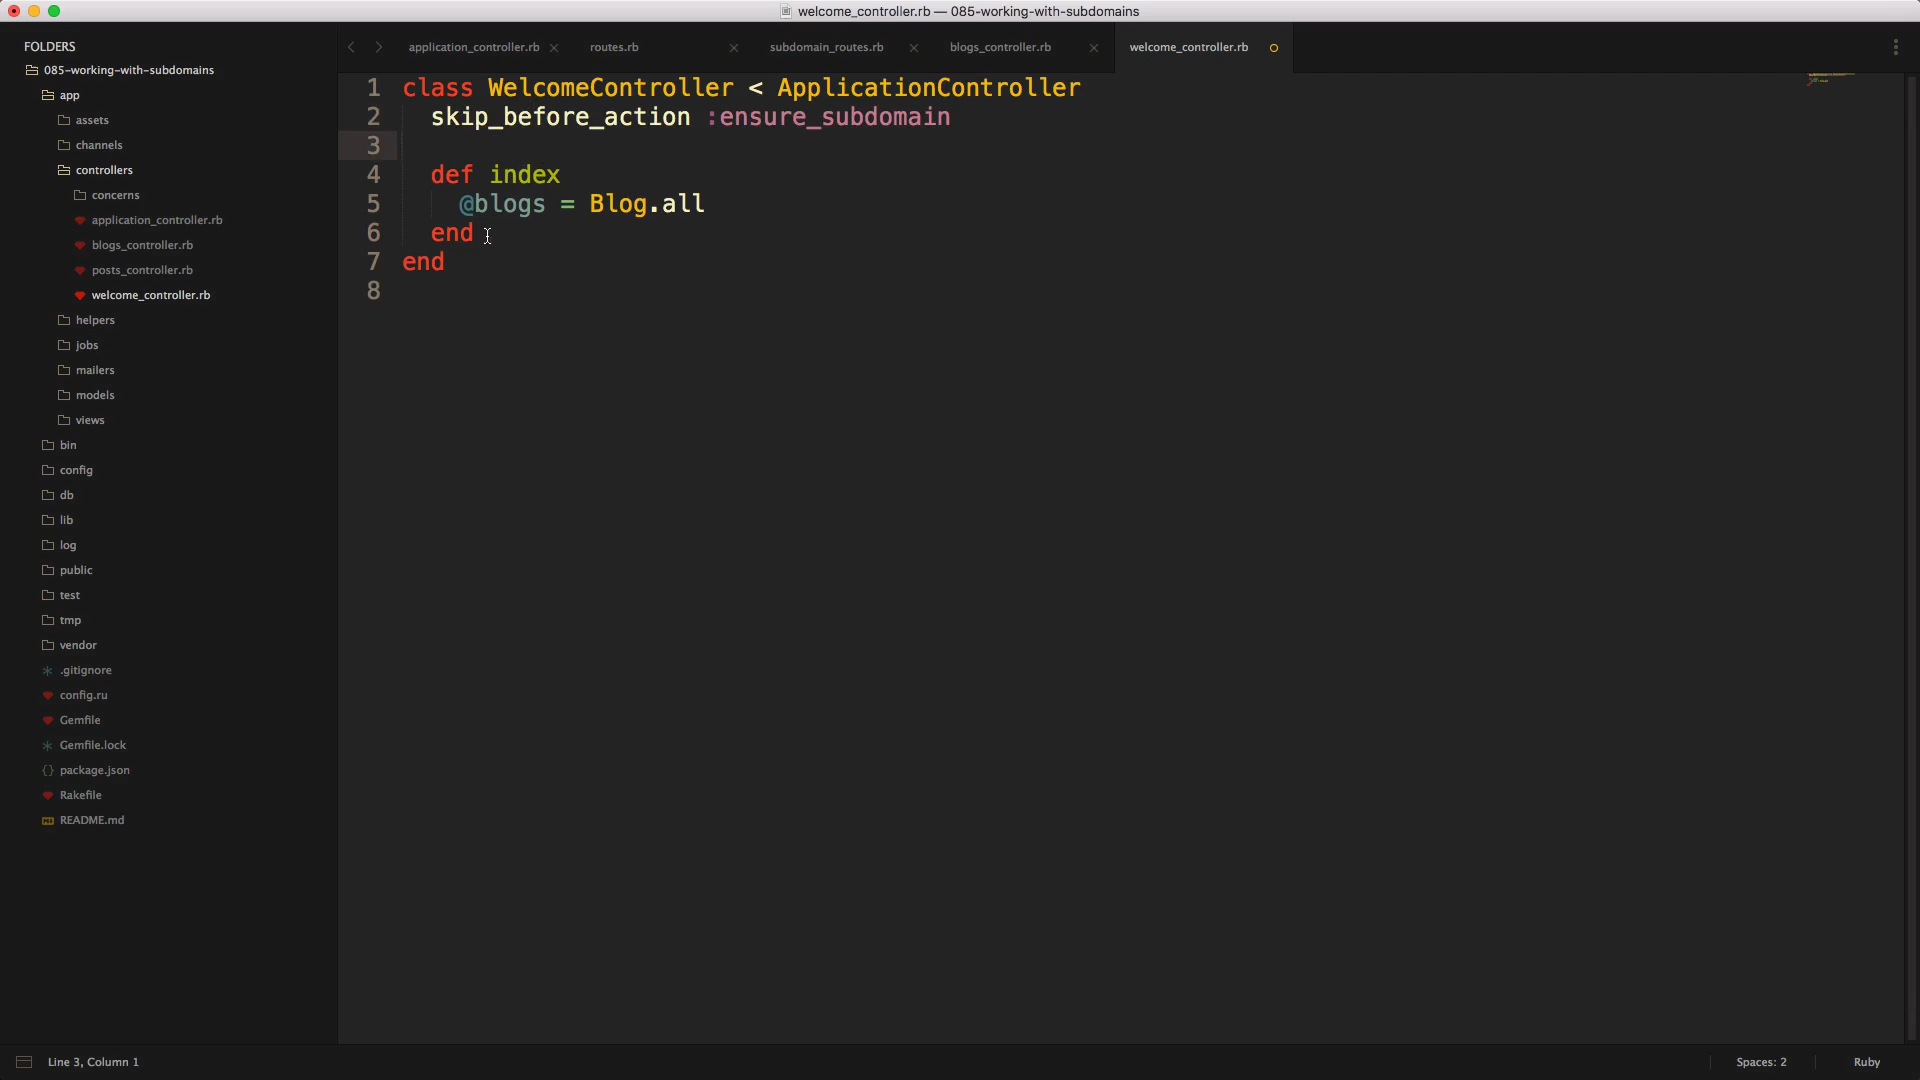 welcome_controller.rb — 085-working-with-subdomains
FOLDERS
085-working-with-subdomains
app
assets
channels
controllers
concerns
application_controller.rb
blogs_controller.rb
posts_controller.rb
welcome_controller.rb
helpers
jobs
mailers
models
views
bin
config
db
lib
log
public
test
tmp
vendor
.gitignore
config.ru
Gemfile
Gemfile.lock
package.json
Rakefile
README.md
application_controller.rb
routes.rb
subdomain_routes.rb
blogs_controller.rb
welcome_controller.rb
1 class WelcomeController < ApplicationController
2 skip_before_action :ensure_subdomain
3
4 def index
5 @blogs = Blog.all
6 end
7 end
8
Line 3, Column 1
Spaces: 2
Ruby